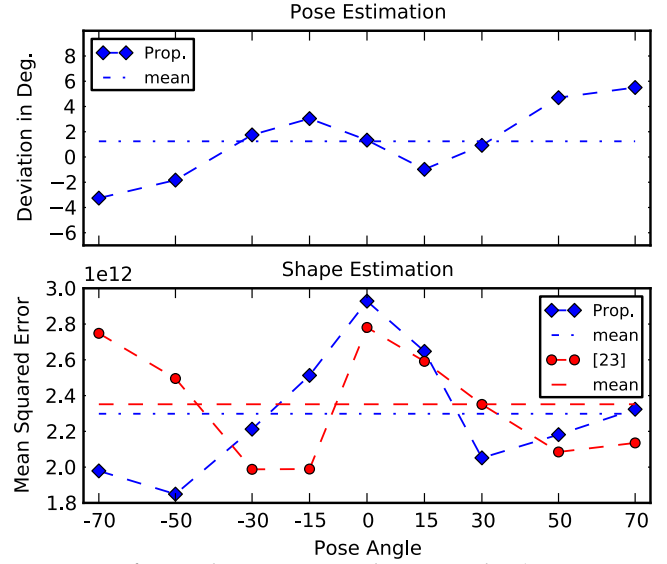 Pose Estimation
Deviation in Deg.
8
6
4
2
0
−2
−4
−6
Prop.
mean
1e12
Shape Estimation
Mean Squared Error
3.0
2.8
2.6
2.4
2.2
2.0
1.8
Prop.
mean
[23]
mean
-70 -50 -30 -15 0 15 30 50 70
Pose Angle